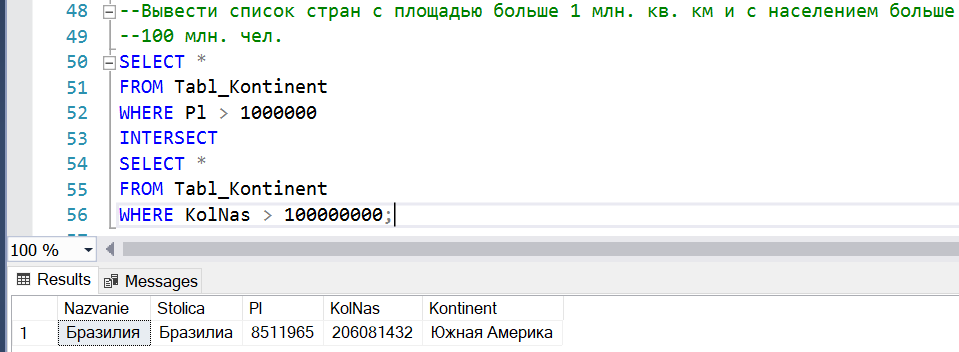 48 --Вывести список стран с площадью больше 1 млн. кв. км и с населением больше
49 --100 млн. чел.
50 SELECT *
51 FROM Tabl_Kontinent
52 WHERE Pl > 1000000
53 INTERSECT
54 SELECT *
55 FROM Tabl_Kontinent
56 WHERE KolNas > 100000000;
100 %
Results Messages
Nazvanie Stolica Pl KolNas Kontinent
1 Бразилия Бразилиа 8511965 206081432 Южная Америка